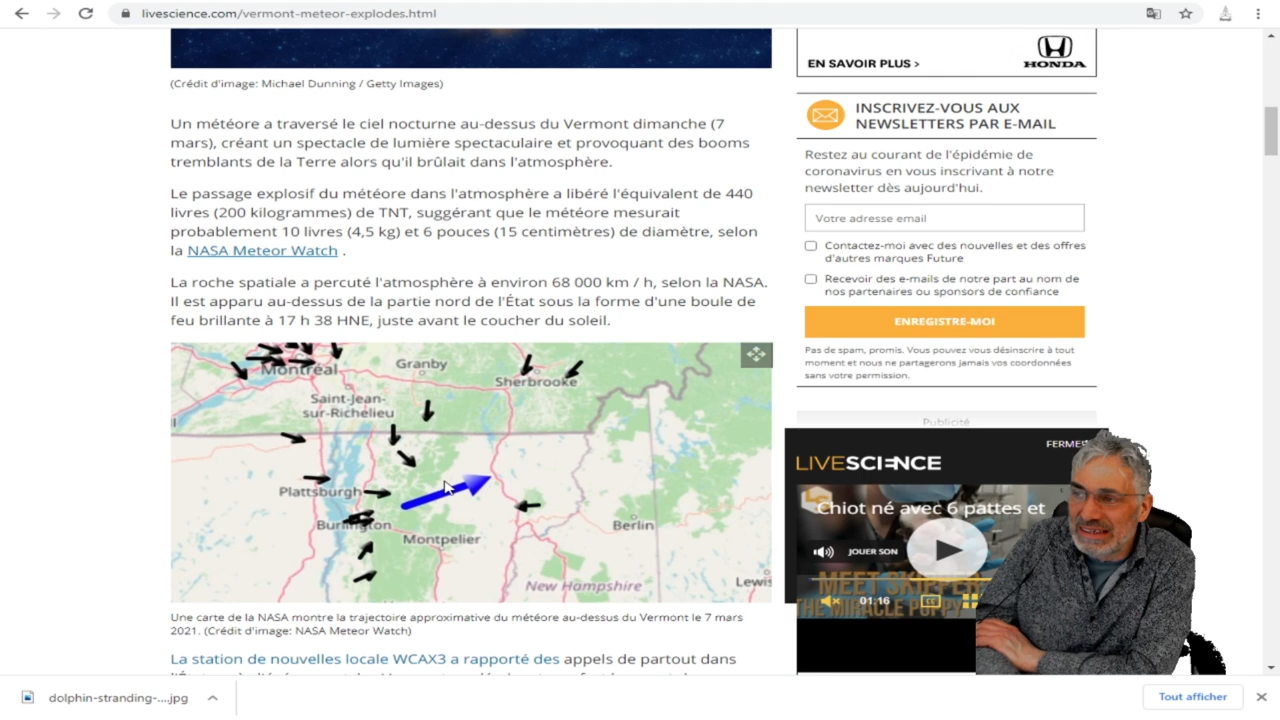 livescience.com/vermont-meteor-explodes.html
(Crédit d'image: Michael Dunning / Getty Images)
Un météore a traversé le ciel nocturne au-dessus du Vermont dimanche (7
mars), créant un spectacle de lumière spectaculaire et provoquant des booms
tremblants de la Terre alors qu'il brûlait dans l'atmosphère.
Le passage explosif du météore dans l'atmosphère a libéré l'équivalent de 440
livres (200 kilogrammes) de TNT, suggérant que le météore mesurait
probablement 10 livres (4,5 kg) et 6 pouces (15 centimètres) de diamètre, selon
la NASA Meteor Watch .
La roche spatiale a percuté l'atmosphère à environ 68 000 km / h, selon la NASA.
Il est apparu au-dessus de la partie nord de l'État sous la forme d'une boule de
feu brillante à 17 h 38 HNE, juste avant le coucher du soleil.
Montréal
Granby
Sherbrooke
Saint-Jean-
sur-Richelieu
Plattsburgh
Burlington
Montpelier
Berlin
New Hampshire
Lewis
Une carte de la NASA montre la trajectoire approximative du météore au-dessus du Vermont le 7 mars
2021. (Crédit d'image: NASA Meteor Watch)
La station de nouvelles locale WCAX3 a rapporté des appels de partout dans
EN SAVOIR PLUS >
HONDA
INSCRIVEZ-VOUS AUX
NEWSLETTERS PAR E-MAIL
Restez au courant de l'épidémie de
coronavirus en vous inscrivant à notre
newsletter dès aujourd'hui.
Votre adresse email
Contactez-moi avec des nouvelles et des offres
d'autres marques Future
Recevoir des e-mails de notre part au nom de
nos partenaires ou sponsors de confiance
ENREGISTRE-MOI
Pas de spam, promis. Vous pouvez vous désinscrire à tout
moment et nous ne partagerons jamais vos coordonnées
sans votre permission.
Publicité
FERMER
LIVESCIENCE
Chiot né avec 6 pattes et
JOUER SON
MEET SKIPPER
THE MIRACLE PUPPY
01:16
CC
dolphin-stranding-....jpg
Tout afficher